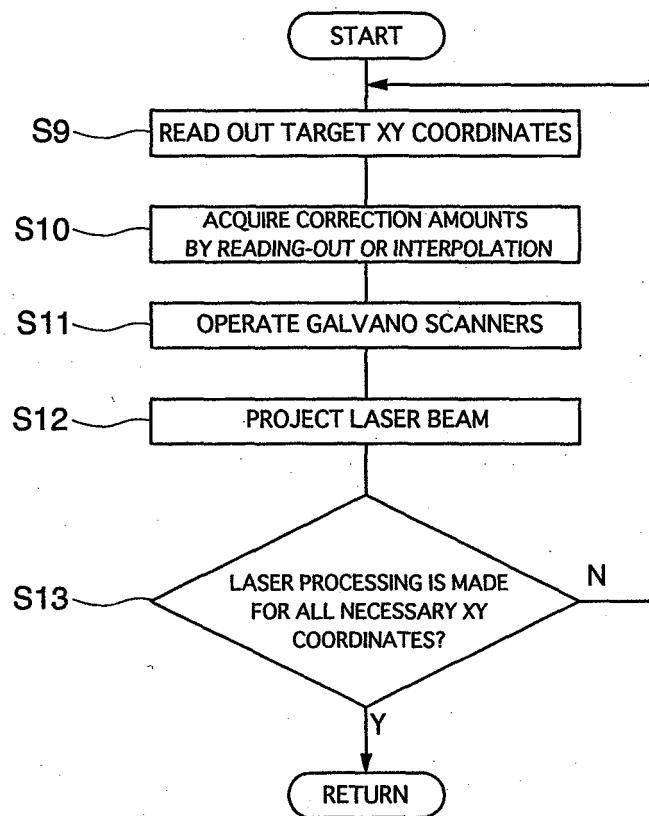 START
S9
READ OUT TARGET XY COORDINATES
S10
ACQUIRE CORRECTION AMOUNTS
BY READING-OUT OR INTERPOLATION
S11
OPERATE GALVANO SCANNERS
S12
PROJECT LASER BEAM
S13
LASER PROCESSING IS MADE
FOR ALL NECESSARY XY
COORDINATES?
N
Y
RETURN